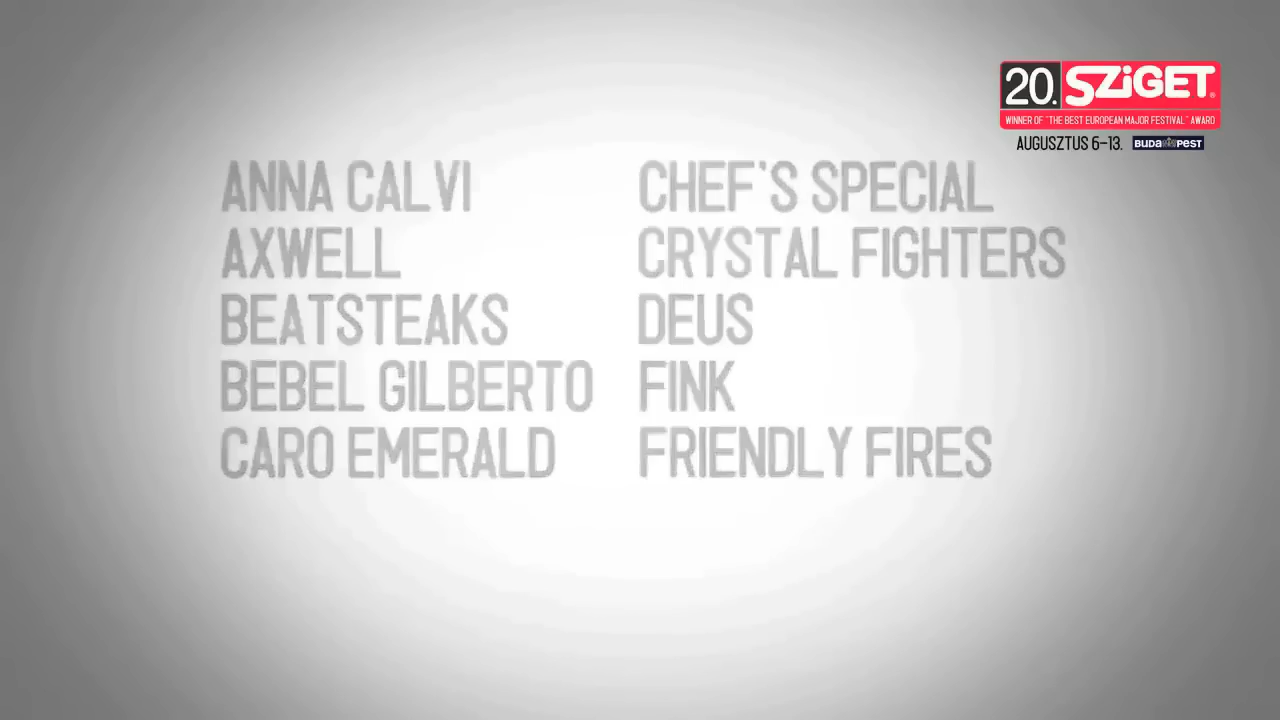 20. SZiGET
WINNER OF "THE BEST EUROPEAN MAJOR FESTIVAL" AWARD
AUGUSZTUS 6-13. BUDAPEST
ANNA CALVI
AXWELL
BEATSTEAKS
BEBEL GILBERTO
CARO EMERALD
CHEF'S SPECIAL
CRYSTAL FIGHTERS
DEUS
FINK
FRIENDLY FIRES